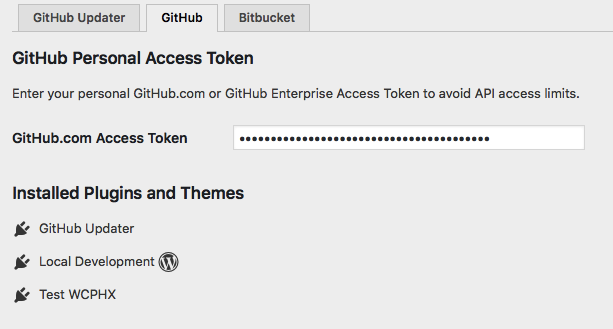 GitHub Updater
GitHub
Bitbucket
GitHub Personal Access Token
Enter your personal GitHub.com or GitHub Enterprise Access Token to avoid API access limits.
GitHub.com Access Token ••••••••••••••••••••••••••••••••••••••••
Installed Plugins and Themes
GitHub Updater
Local Development
Test WCPHX